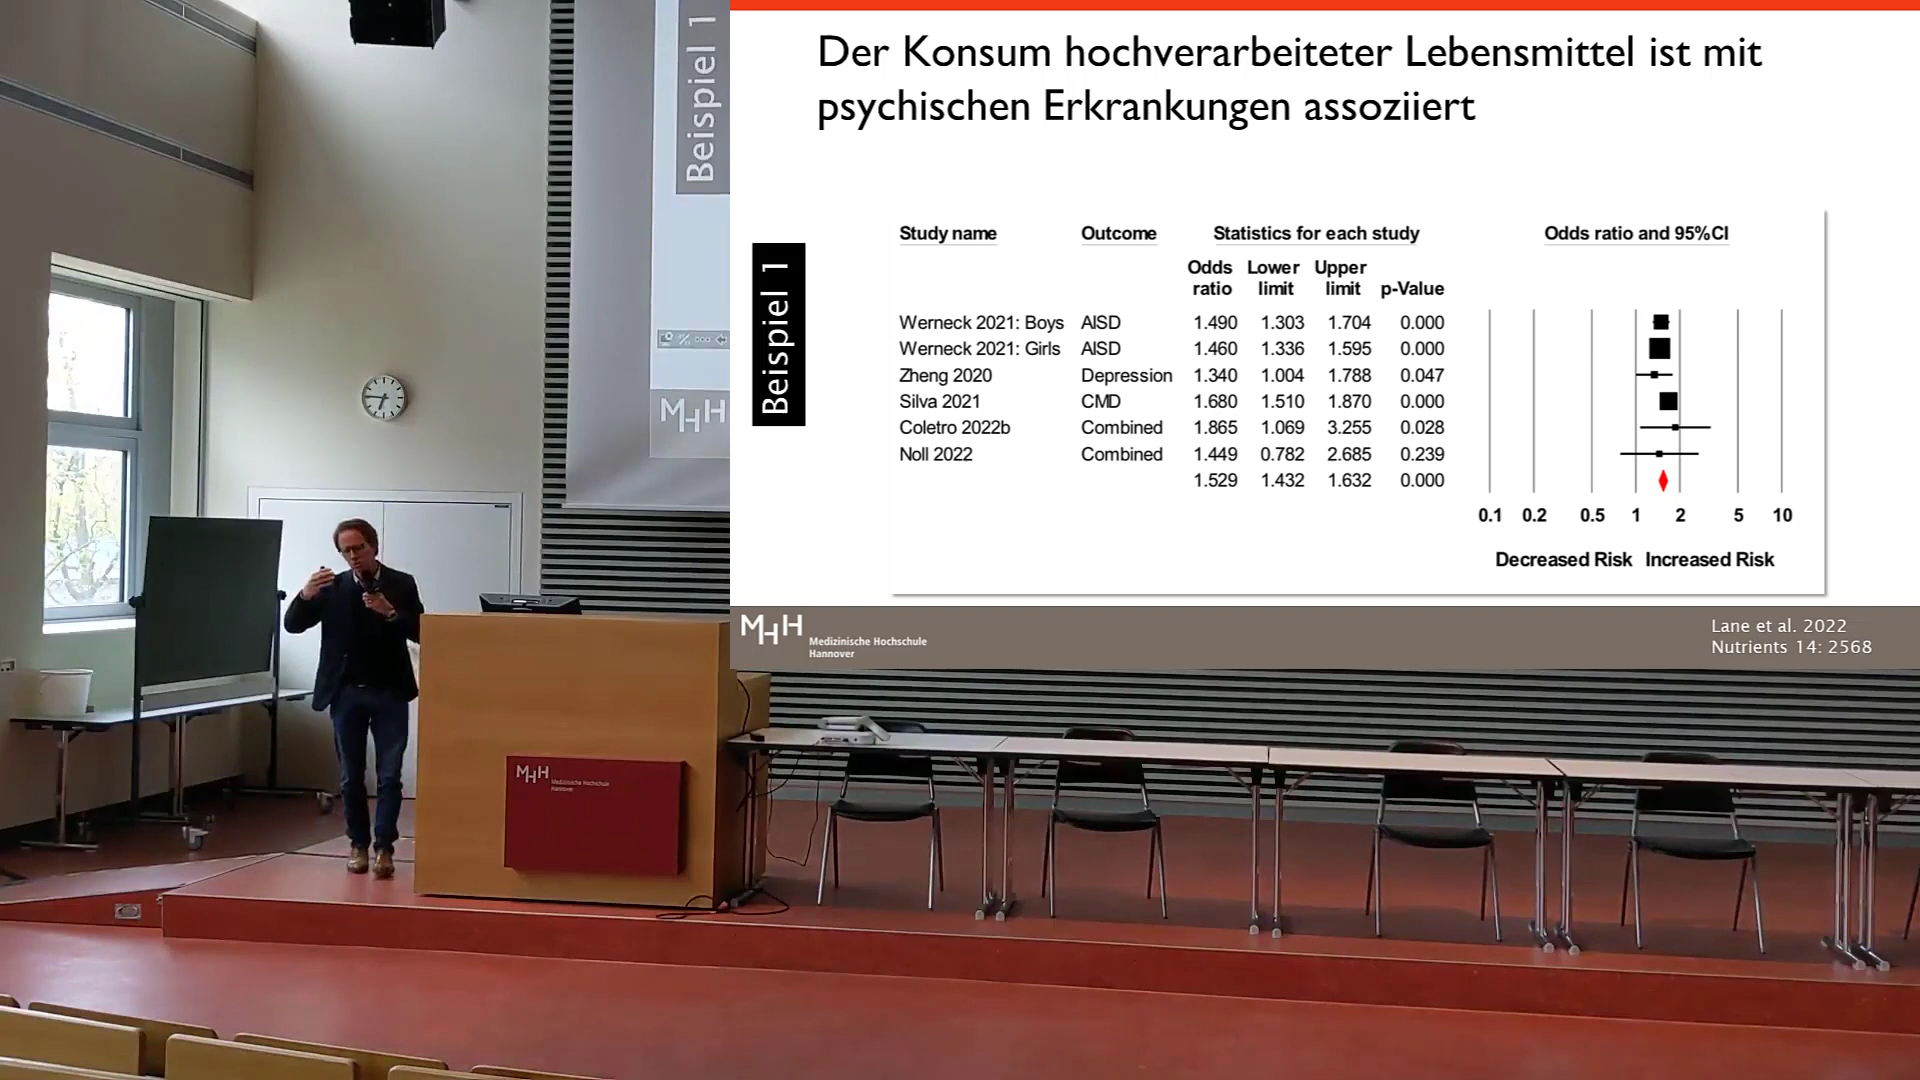 Der Konsum hochverarbeiteter Lebensmittel ist mit
psychischen Erkrankungen assoziiert
Beispiel 1
Beispiel 1
Study name Outcome Statistics for each study Odds ratio and 95%CI
Odds Lower Upper
ratio limit limit p-Value
Werneck 2021: Boys AISD 1.490 1.303 1.704 0.000
Werneck 2021: Girls AISD 1.460 1.336 1.595 0.000
Zheng 2020 Depression 1.340 1.004 1.788 0.047
Silva 2021 CMD 1.680 1.510 1.870 0.000
Coletro 2022b Combined 1.865 1.069 3.255 0.028
Noll 2022 Combined 1.449 0.782 2.685 0.239
1.529 1.432 1.632 0.000
0.1 0.2 0.5 1 2 5 10
Decreased Risk Increased Risk
MHH
MHH Medizinische Hochschule
Hannover
Lane et al. 2022
Nutrients 14: 2568
MHH Medizinische Hochschule
Hannover